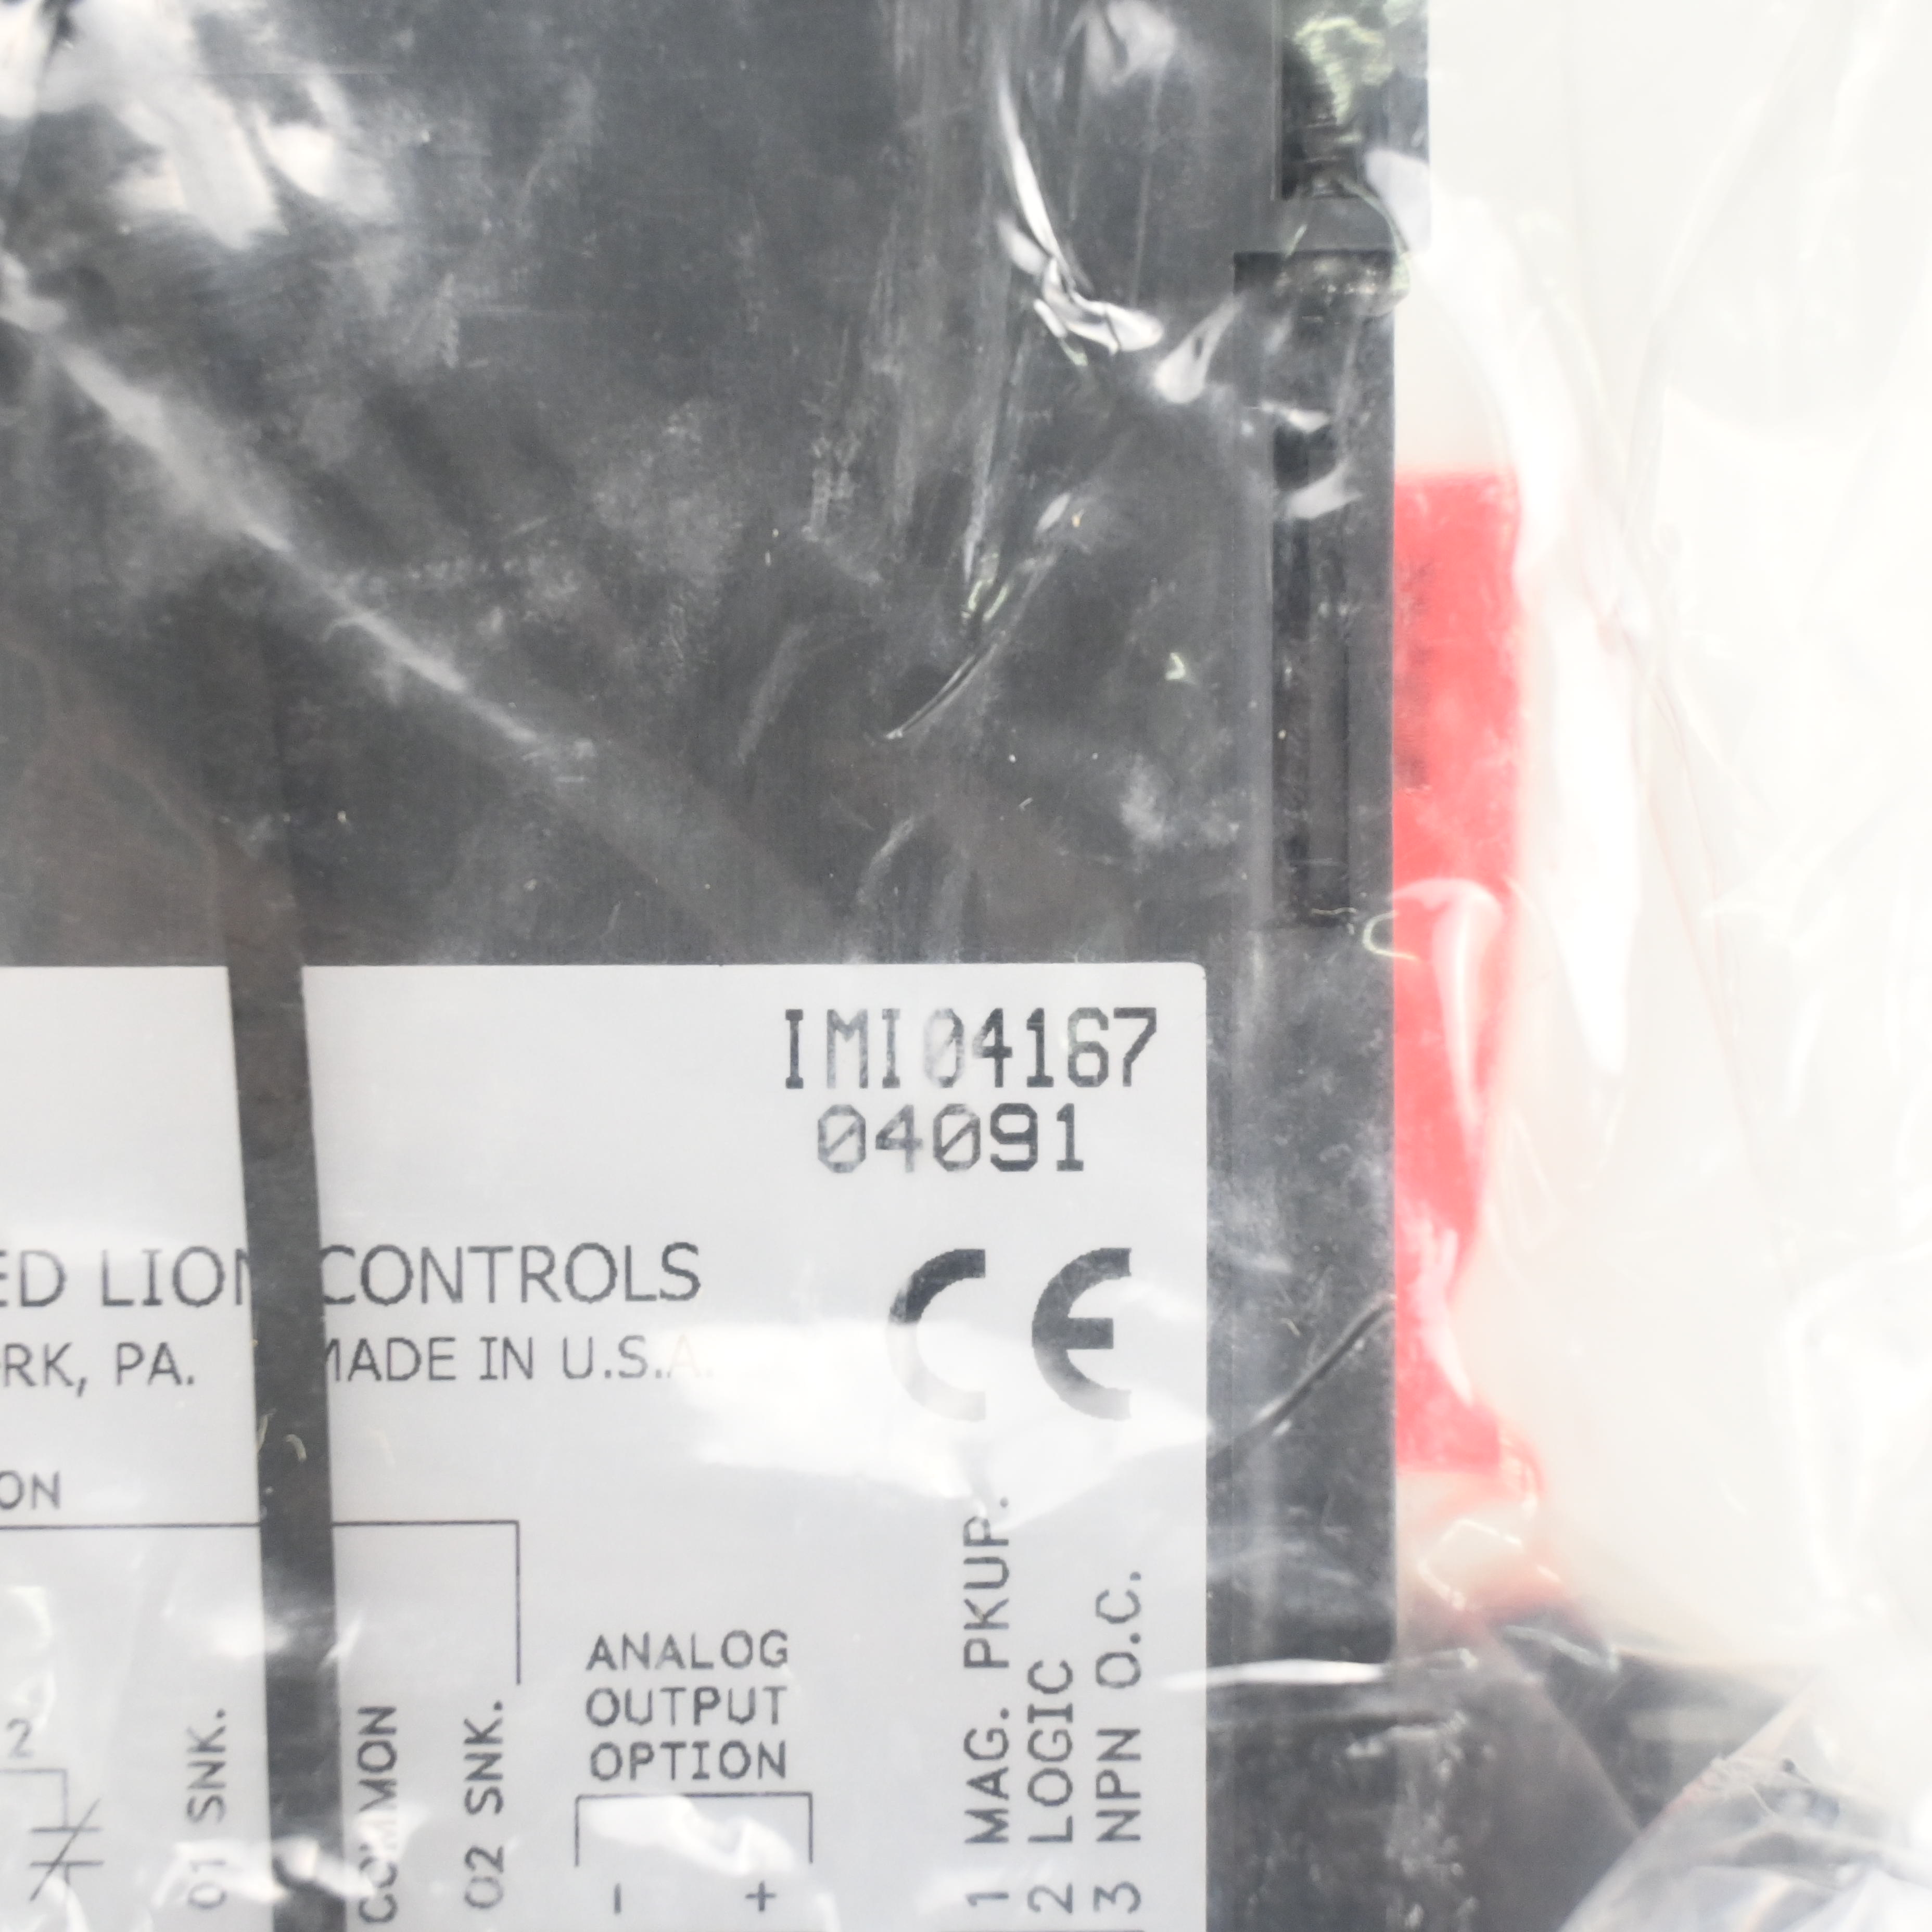 IMI04167
04091
ED LION CONTROLS
RK, PA. MADE IN U.S.A.
CE
ON
2
01 SNK.
COMMON
02 SNK.
ANALOG
OUTPUT
OPTION
- +
1 MAG. PKUP.
2 LOGIC
3 NPN O.C.